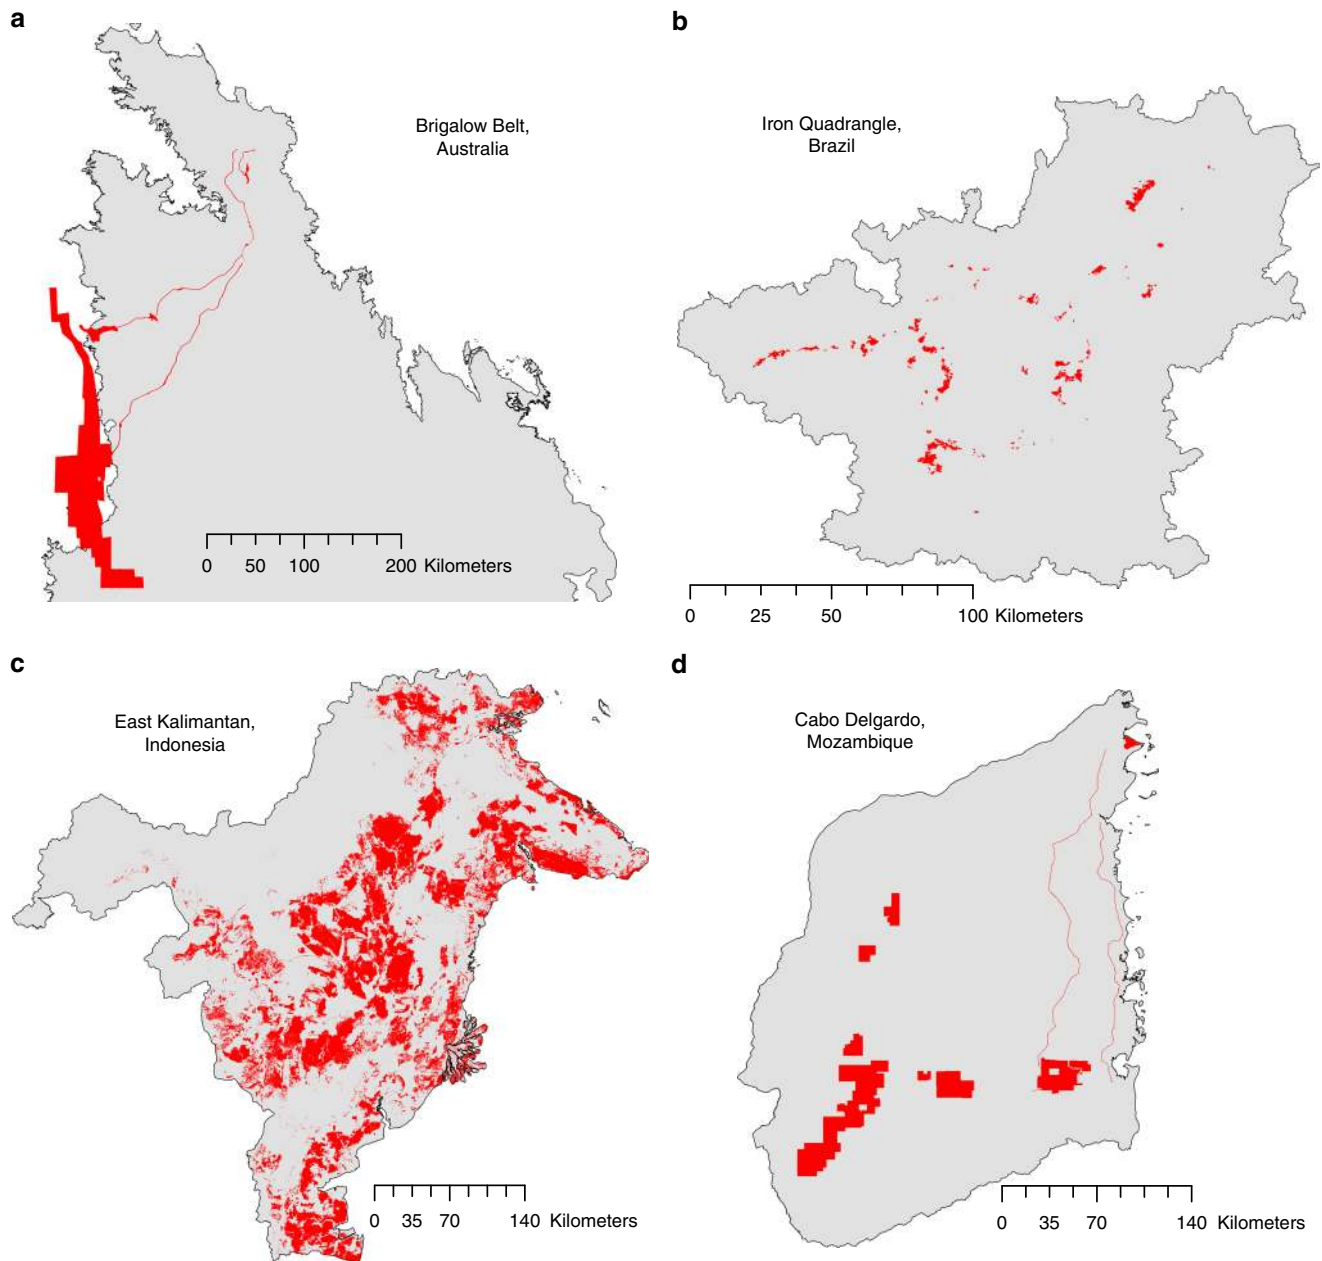 a
Brigalow Belt,
Australia
0 50 100 200 Kilometers
b
Iron Quadrangle,
Brazil
0 25 50 100 Kilometers
c
East Kalimantan,
Indonesia
0 35 70 140 Kilometers
d
Cabo Delgardo,
Mozambique
0 35 70 140 Kilometers